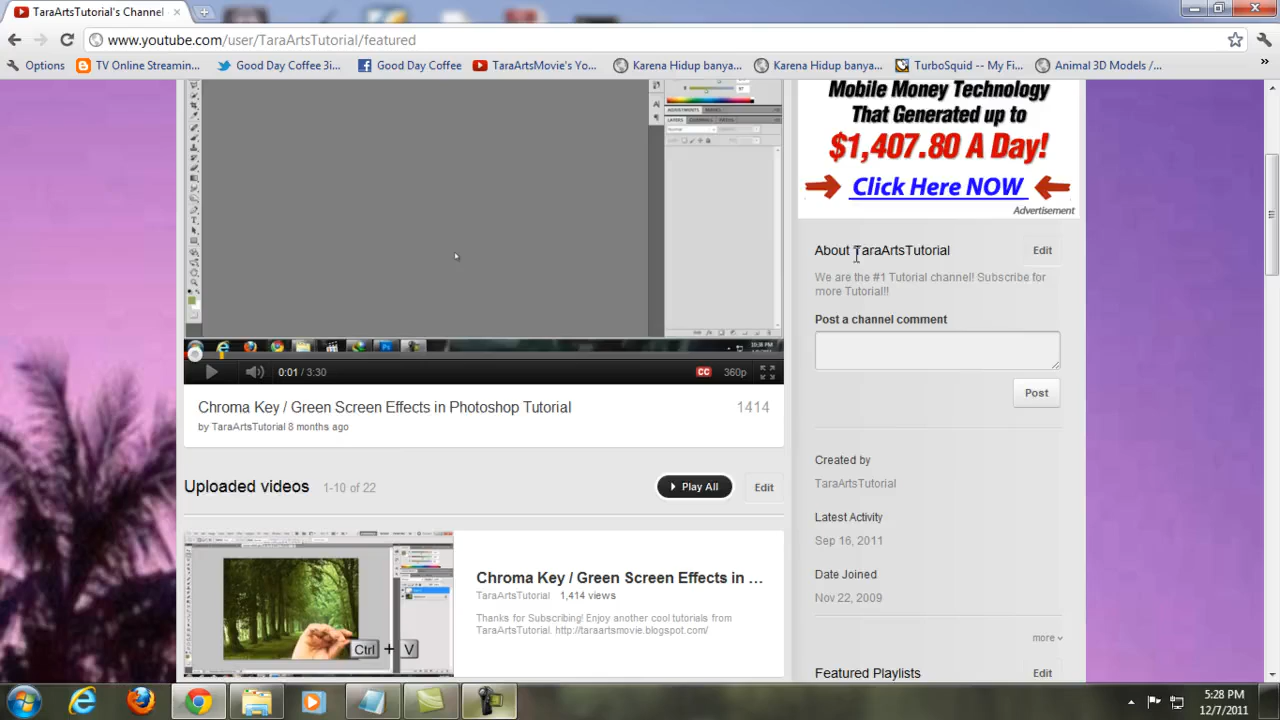 TaraArtsTutorial's Channel
www.youtube.com/user/TaraArtsTutorial/featured
Options
TV Online Streamin...
Good Day Coffee 3i...
Good Day Coffee
TaraArtsMovie's Yo...
Karena Hidup banya...
Karena Hidup banya...
TurboSquid -- My Fi...
Animal 3D Models /...
»
Mobile Money Technology
That Generated up to
$1,407.80 A Day!
Click Here NOW
Advertisement
About TaraArtsTutorial
Edit
We are the #1 Tutorial channel! Subscribe for
more Tutorial!!
Post a channel comment
Post
0:01 / 3:30
CC
360p
Chroma Key / Green Screen Effects in Photoshop Tutorial
1414
by TaraArtsTutorial 8 months ago
Created by
TaraArtsTutorial
Uploaded videos
1-10 of 22
Play All
Edit
Latest Activity
Sep 16, 2011
Chroma Key / Green Screen Effects in ...
TaraArtsTutorial
1,414 views
Thanks for Subscribing! Enjoy another cool tutorials from
TaraArtsTutorial. http://taraartsmovie.blogspot.com/
Ctrl + V
Date Joined
Nov 22, 2009
more
Featured Playlists
Edit
5:28 PM
12/7/2011